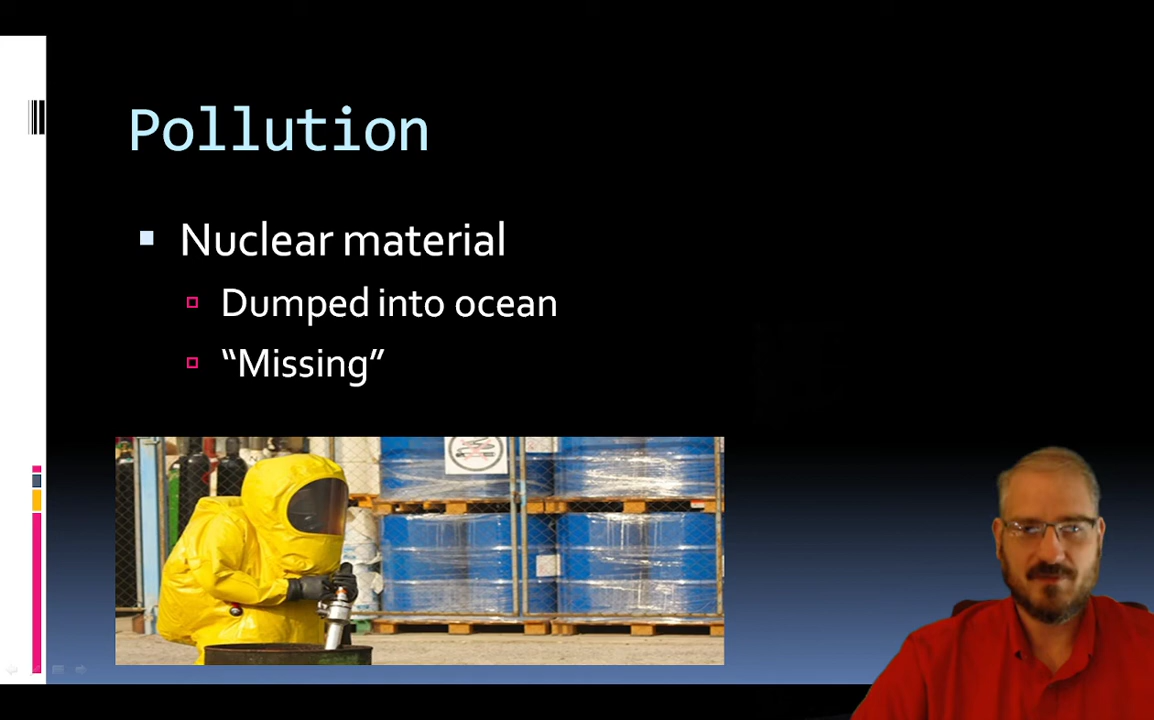 Pollution
Nuclear material
Dumped into ocean
“Missing”